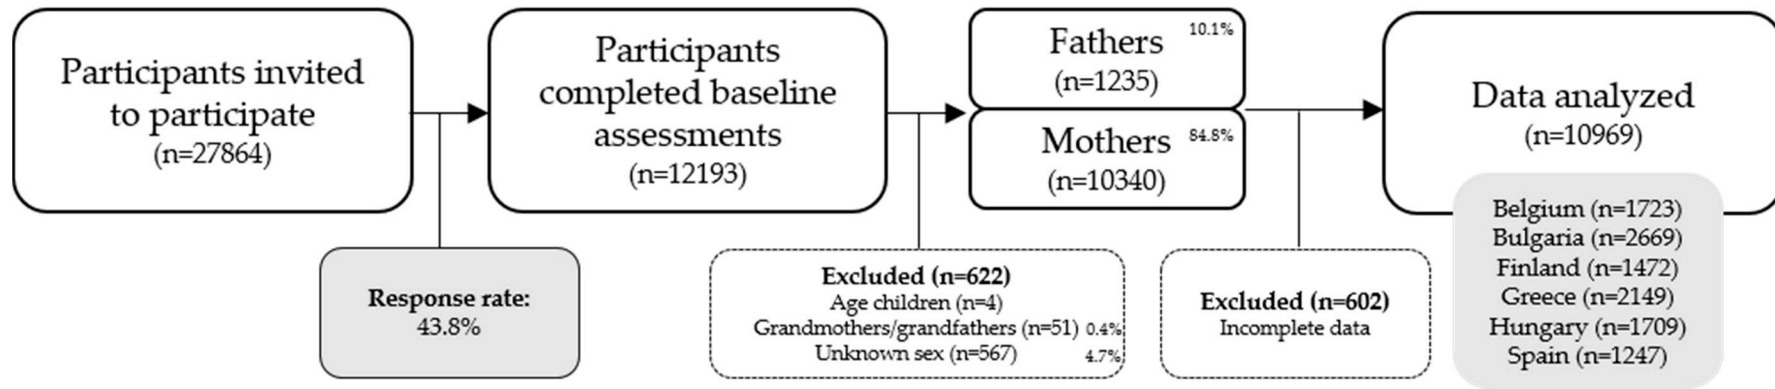 Participants invited
to participate
(n=27864)
Response rate:
43.8%
Participants
completed baseline
assessments
(n=12193)
Excluded (n=622)
Age children (n=4)
Grandmothers/grandfathers (n=51) 0.4%
Unknown sex (n=567) 4.7%
Fathers 10.1%
(n=1235)
Mothers 84.8%
(n=10340)
Excluded (n=602)
Incomplete data
Data analyzed
(n=10969)
Belgium (n=1723)
Bulgaria (n=2669)
Finland (n=1472)
Greece (n=2149)
Hungary (n=1709)
Spain (n=1247)